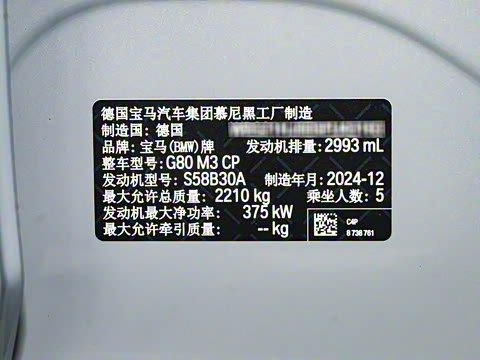 德国宝马汽车集团慕尼黑工厂制造
制造国: 德国
品牌: 宝马(BMW)牌 发动机排量: 2993 mL
整车型号: G80 M3 CP
发动机型号: S58B30A 制造年月: 2024-12
最大允许总质量: 2210 kg 乘坐人数: 5
发动机最大净功率: 375 kW
最大允许牵引质量: -- kg
C4P
8 738 761